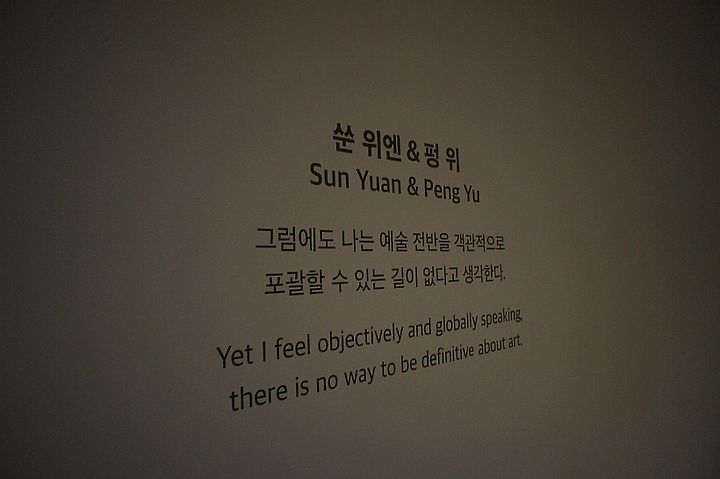 쑨 위엔 & 펑 위
Sun Yuan & Peng Yu
그럼에도 나는 예술 전반을 객관적으로
포괄할 수 있는 길이 없다고 생각한다.
Yet I feel objectively and globally speaking,
there is no way to be definitive about art.